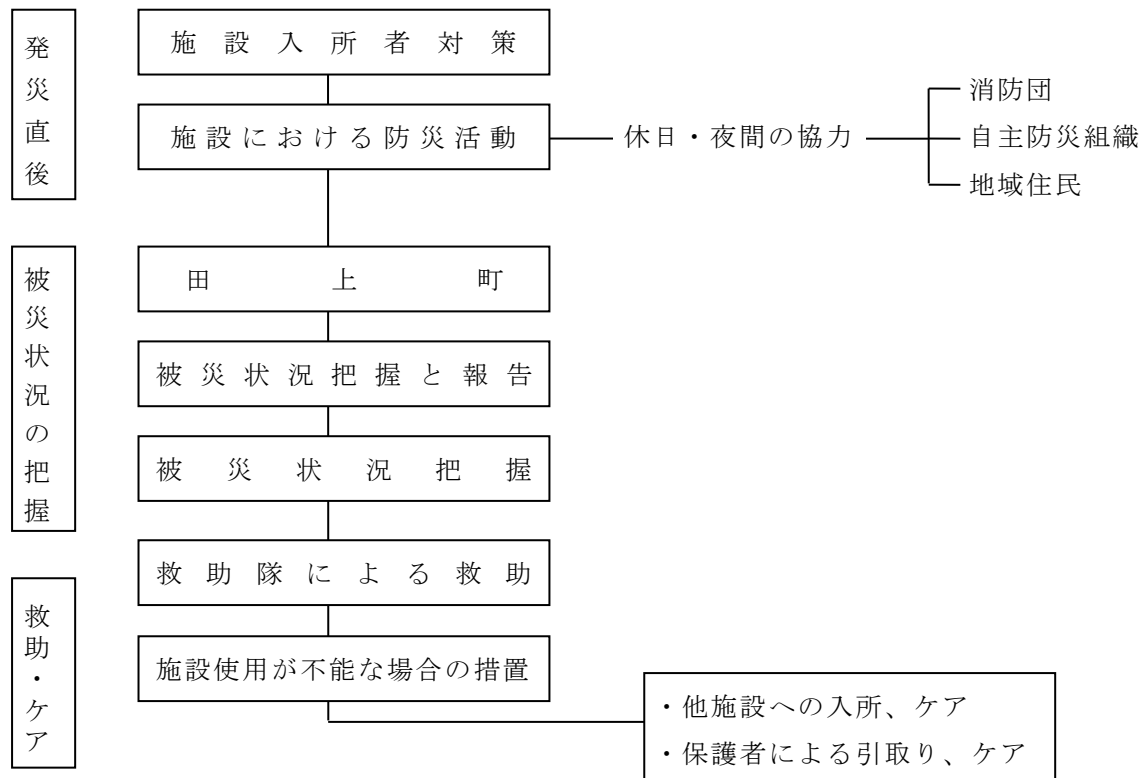 発災直後
施設入所者対策
施設における防災活動
休日・夜間の協力
消防団
自主防災組織
地域住民
被災状況の把握
田上町
被災状況把握と報告
被災状況把握
救助・ケア
救助隊による救助
施設使用が不能な場合の措置
・他施設への入所、ケア
・保護者による引取り、ケア